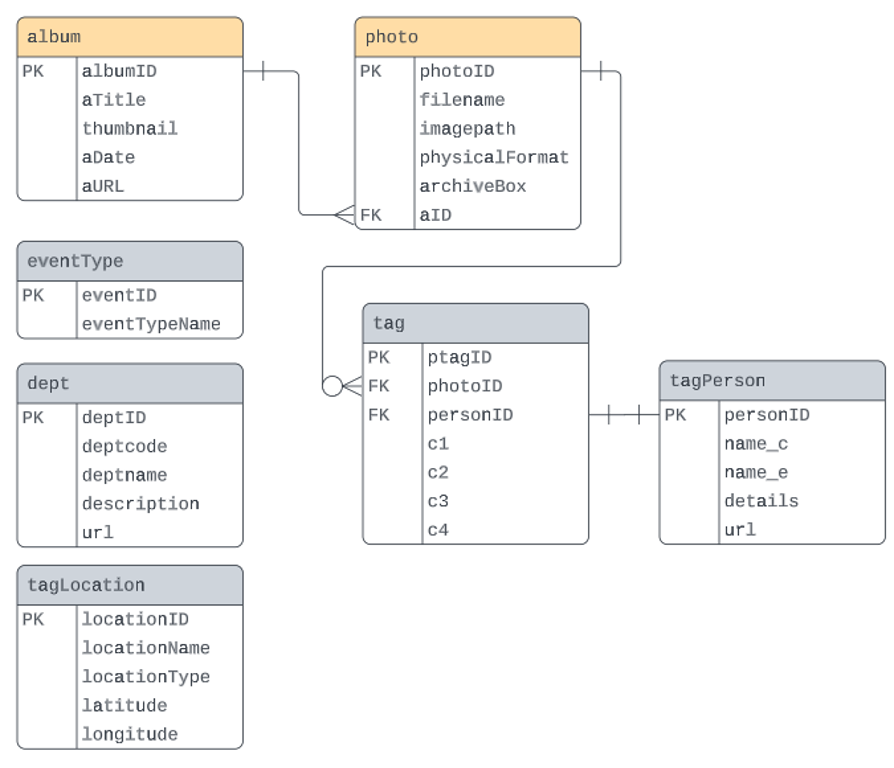 album
PK albumID
aTitle
thumbnail
aDate
aURL
photo
PK photoID
filename
imagepath
physicalFormat
archiveBox
FK aID
eventType
PK eventID
eventTypeName
dept
PK deptID
deptcode
deptname
description
url
tag
PK ptagID
FK photoID
FK personID
c1
c2
c3
c4
tagPerson
PK personID
name_c
name_e
details
url
tagLocation
PK locationID
locationName
locationType
latitude
longitude